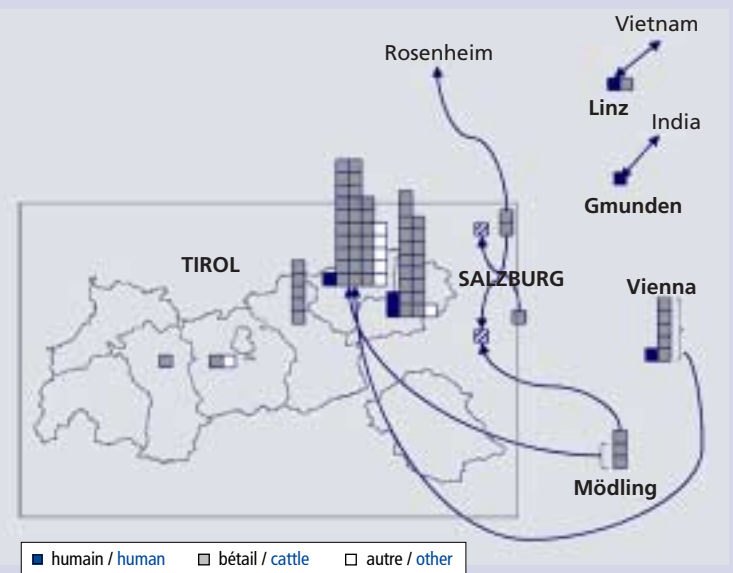 Vietnam
Rosenheim
Linz
India
Gmunden
TIROL
SALZBURG
Vienna
Mödling
humain / human bétail / cattle autre / other